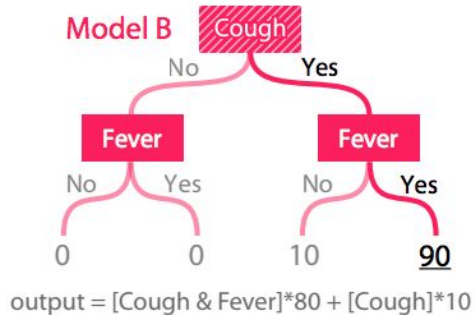 Model B
Cough
No Yes
Fever Fever
No Yes No Yes
0 0 10 90
output = [Cough & Fever]*80 + [Cough]*10